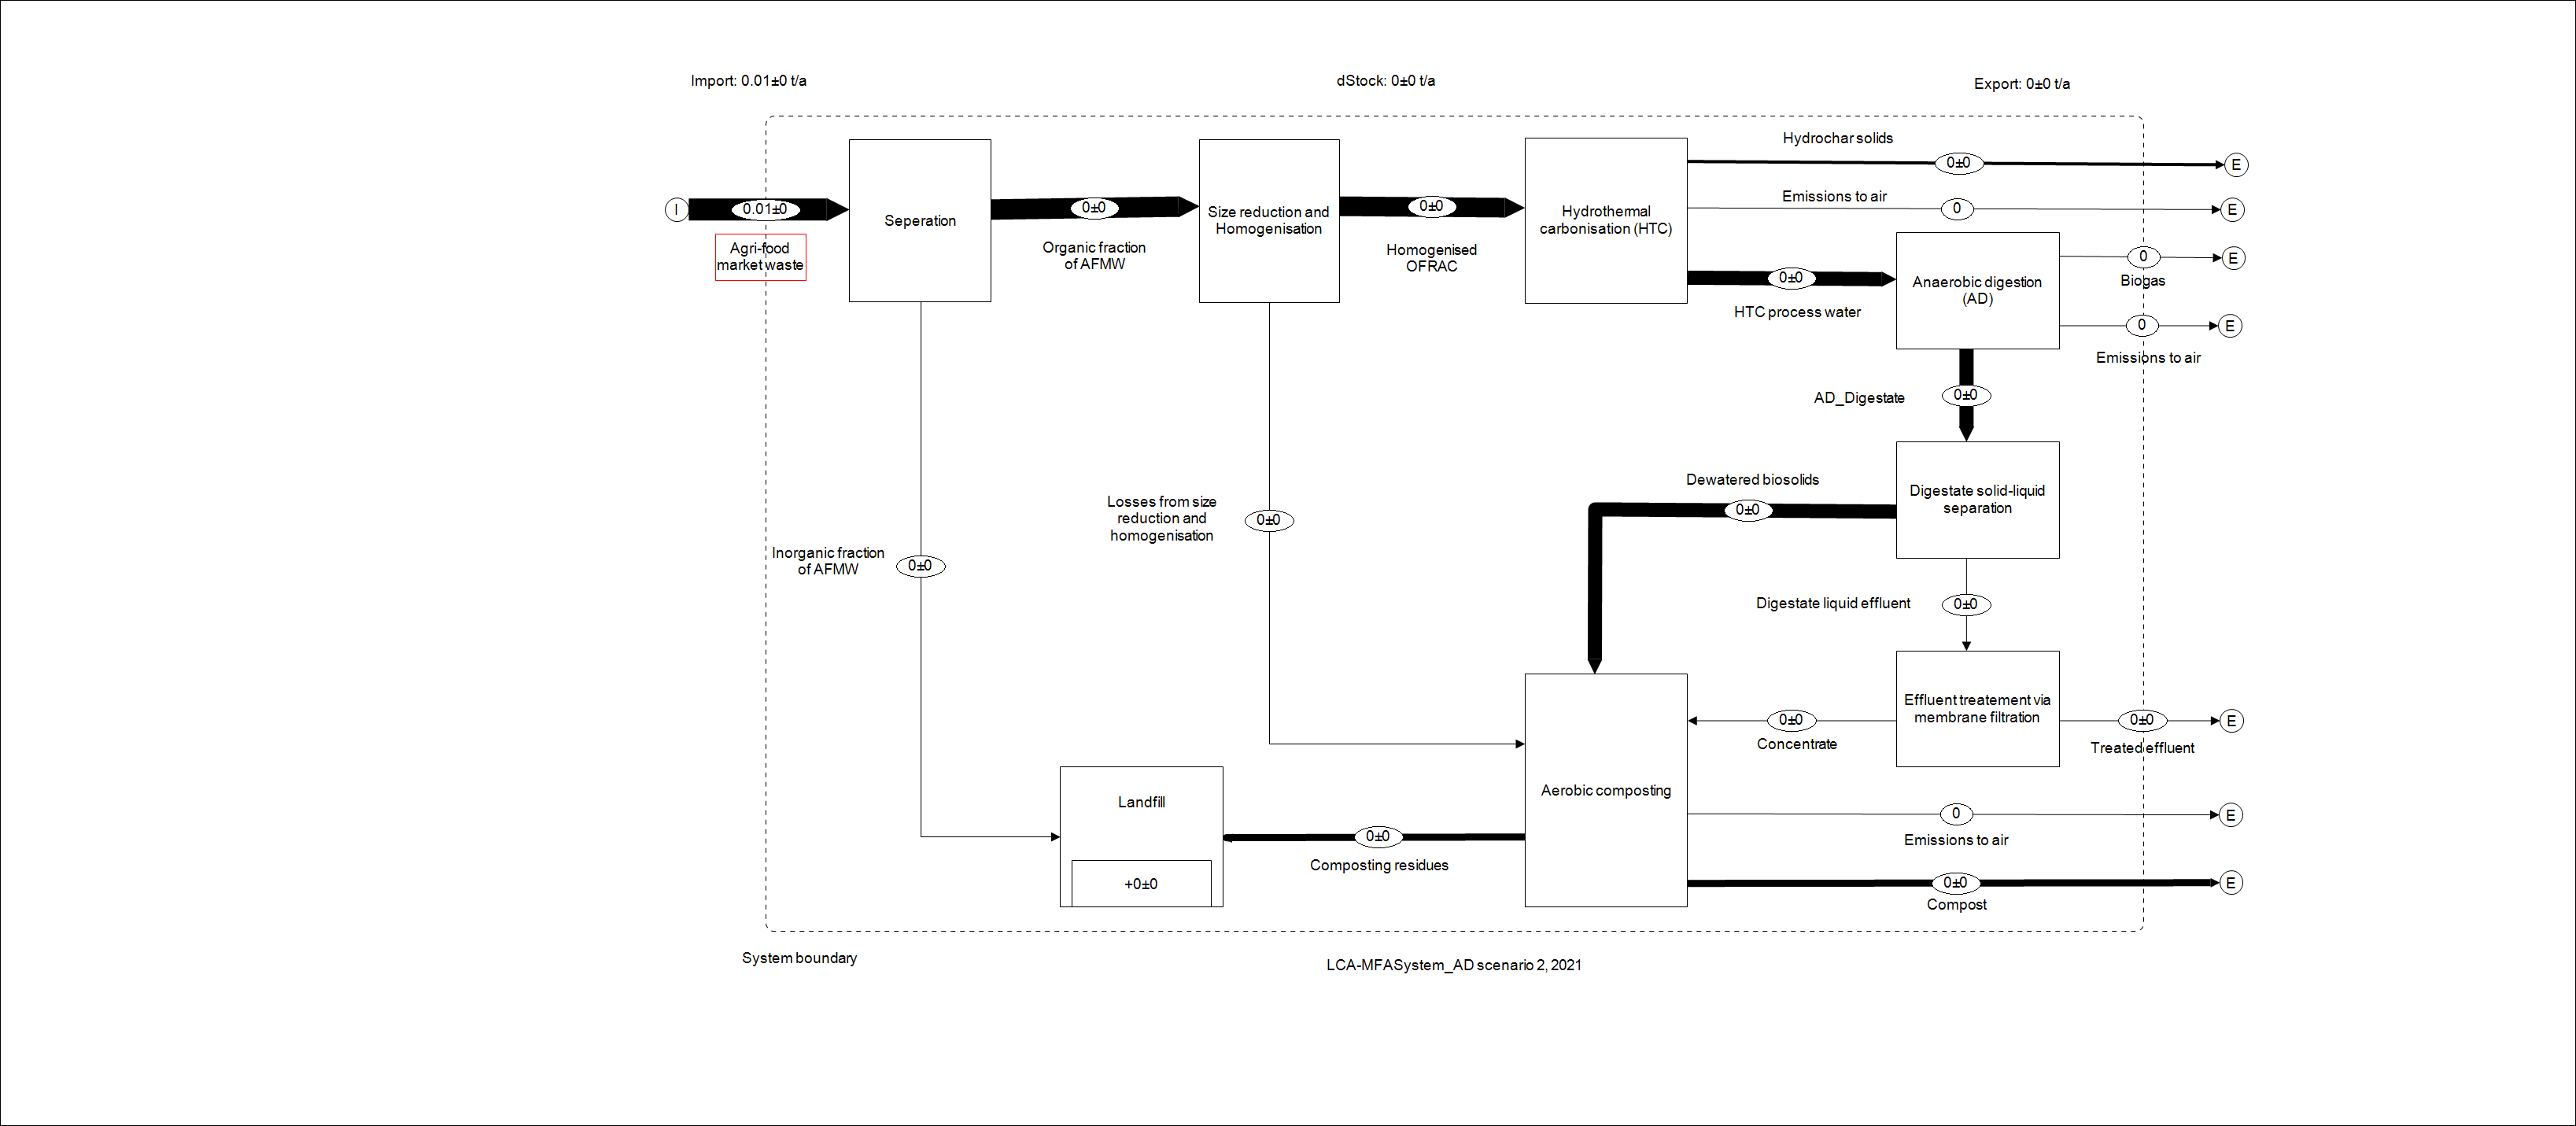 Import: 0.01±0 t/a
dStock: 0±0 t/a
Export: 0±0 t/a
I
0.01±0
Agri-food
market waste
Seperation
0±0
Organic fraction
of AFMW
Size reduction and
Homogenisation
0±0
Homogenised
OFRAC
Hydrothermal
carbonisation (HTC)
Hydrochar solids
0±0
E
Emissions to air
0
E
0±0
HTC process water
Anaerobic digestion
(AD)
0
E
Biogas
0
E
Emissions to air
AD_Digestate
0±0
Digestate solid-liquid
separation
Dewatered biosolids
0±0
Losses from size
reduction and
homogenisation
0±0
Inorganic fraction
of AFMW
0±0
Digestate liquid effluent
0±0
Effluent treatement via
membrane filtration
0±0
Concentrate
0±0
E
Treated effluent
Aerobic composting
0
E
Emissions to air
0±0
E
Compost
Landfill
+0±0
0±0
Composting residues
System boundary
LCA-MFASystem_AD scenario 2, 2021